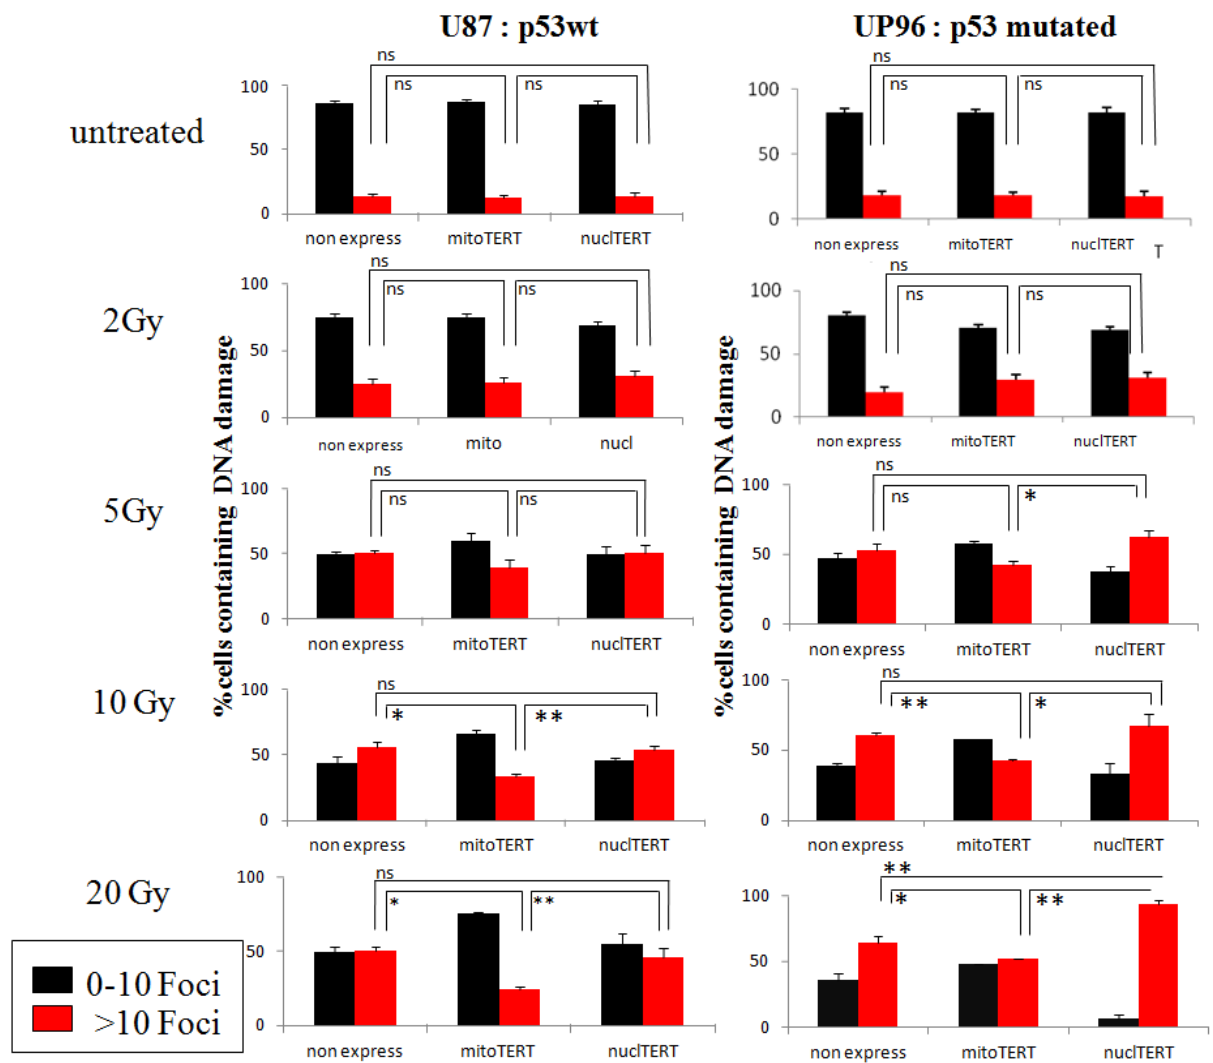 U87 : p53wt
UP96 : p53 mutated
untreated
ns
ns
ns
100
50
0
non express mitoTERT nuclTERT
ns
ns
ns
100
50
0
non express mitoTERT nuclTERT
T
2Gy
%cells containing DNA damage
ns
ns
ns
100
50
0
non express mito nucl
%cells containing DNA damage
ns
ns
ns
100
50
0
non express mitoTERT nuclTERT
5Gy
ns
ns
ns
100
50
0
non express mitoTERT nuclTERT
ns
ns
*
100
50
0
non express mitoTERT nuclTERT
10 Gy
ns
*
**
100
50
0
non express mitoTERT nuclTERT
ns
**
*
100
50
0
non express mitoTERT nuclTERT
20 Gy
ns
*
**
100
50
0
non express mitoTERT nuclTERT
**
*
**
100
50
0
non express mitoTERT nuclTERT
0-10 Foci
>10 Foci